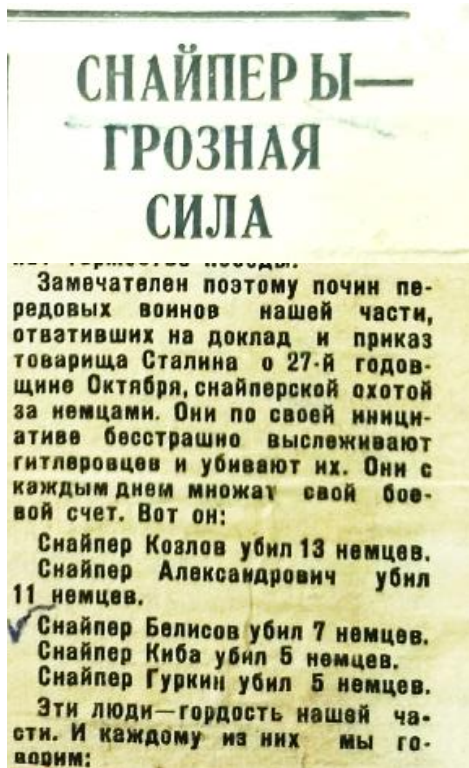 СНАЙПЕРЫ—
ГРОЗНАЯ
СИЛА
Замечателен поэтому почин пе-
редовых воинов нашей части,
отвативших на доклад и приказ
товарища Сталина о 27-й годов-
щине Октября, снайперской охотой
за немцами. Они по своей иници-
ативе бесстрашно выслеживают
гитлеровцев и убивают их. Они с
каждым днем множат свой бое-
вой счет. Вот он:
Снайпер Козлов убил 13 немцев.
Снайпер Александрович убил
11 немцев.
Снайпер Белисов убил 7 немцев.
Снайпер Киба убил 5 немцев.
Снайпер Гуркин убил 5 немцев.
Эти люди—гордость нашей ча-
сти. И каждому из них мы го-
ворим: